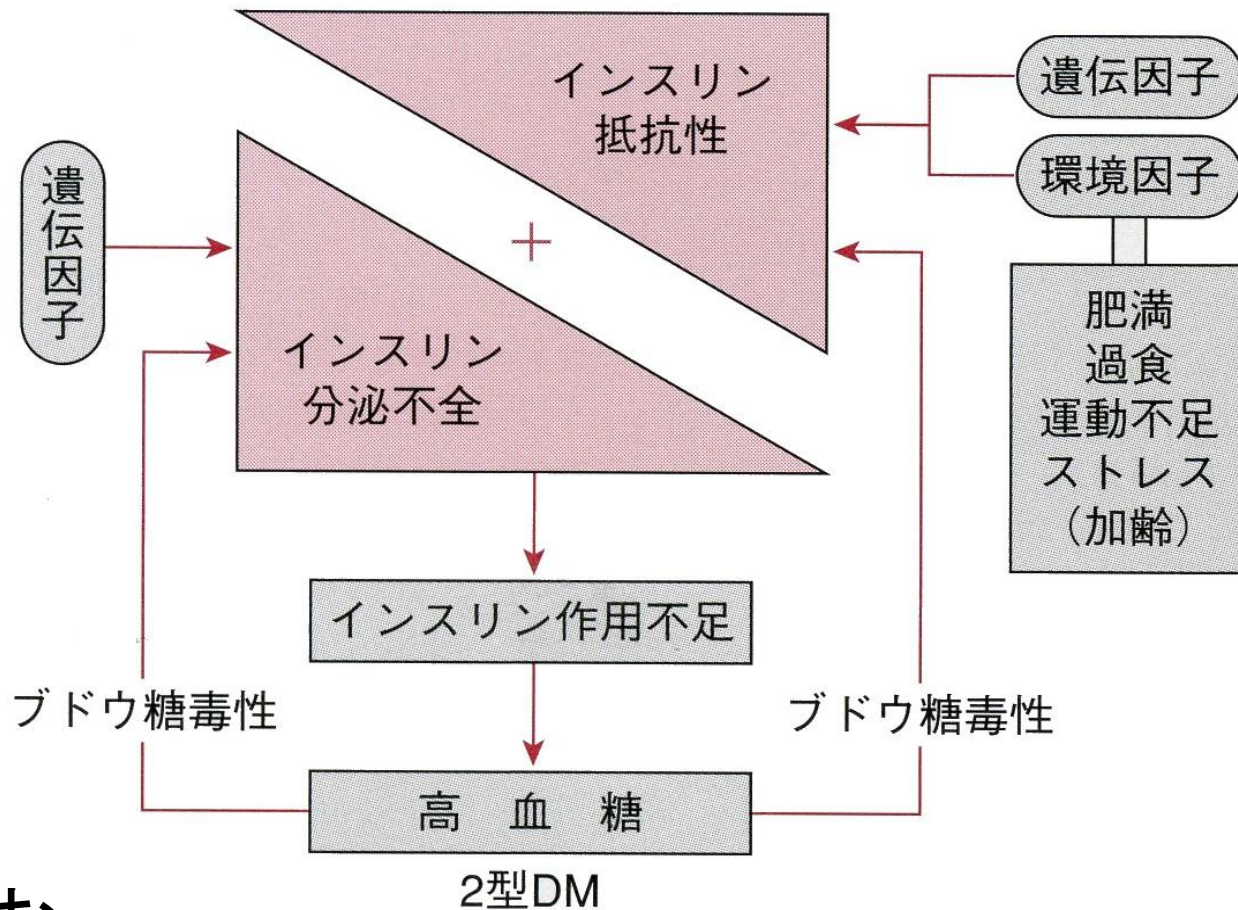 インスリン
抵抗性
遺伝因子
環境因子
肥満
過食
運動不足
ストレス
（加齢）
遺伝因子
＋
インスリン
分泌不全
インスリン作用不足
ブドウ糖毒性
ブドウ糖毒性
高血糖
2型DM